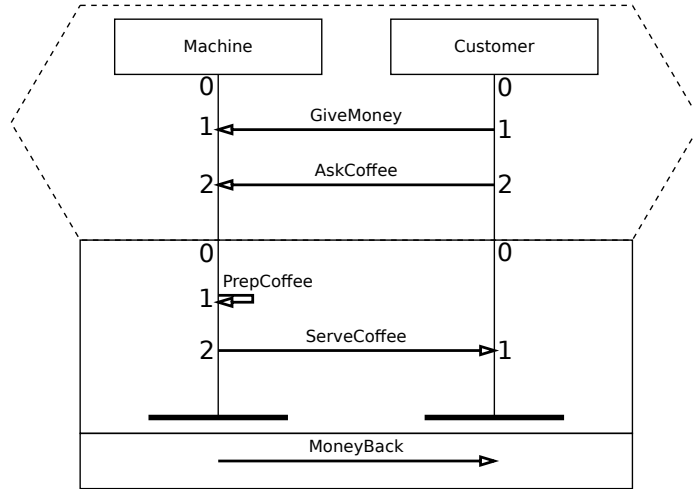 Machine Customer
0 0
GiveMoney
1 1
AskCoffee
2 2
0 0
PrepCoffee
1
ServeCoffee
2 1
MoneyBack